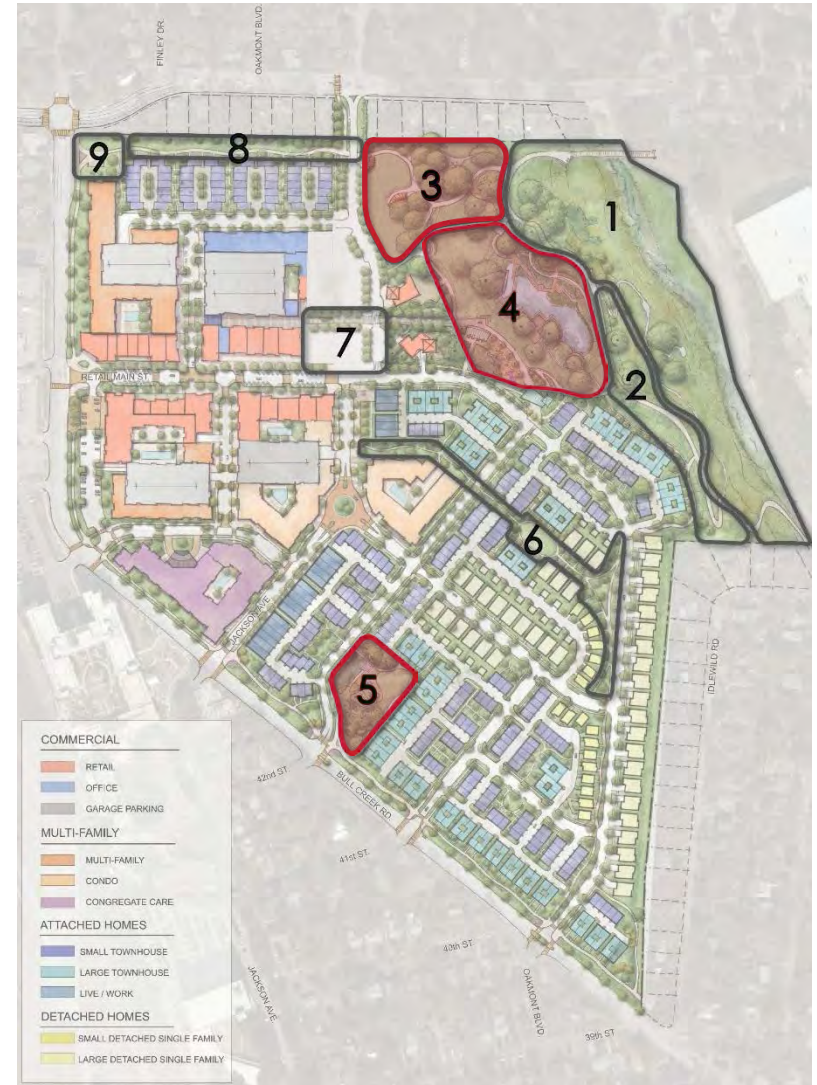 FINLEY DR.
OAKMONT BLVD.
9
8
3
1
4
7
2
RETAIL MAIN ST.
6
JACKSON AVE
5
IDLEWILD RD
42nd ST.
BULL CREEK RD
41st ST.
40th ST.
JACKSON AVE
OAKMONT BLVD
39th ST.
COMMERCIAL
RETAIL
OFFICE
GARAGE PARKING
MULTI-FAMILY
MULTI-FAMILY
CONDO
CONGREGATE CARE
ATTACHED HOMES
SMALL TOWNHOUSE
LARGE TOWNHOUSE
LIVE / WORK
DETACHED HOMES
SMALL DETACHED SINGLE FAMILY
LARGE DETACHED SINGLE FAMILY